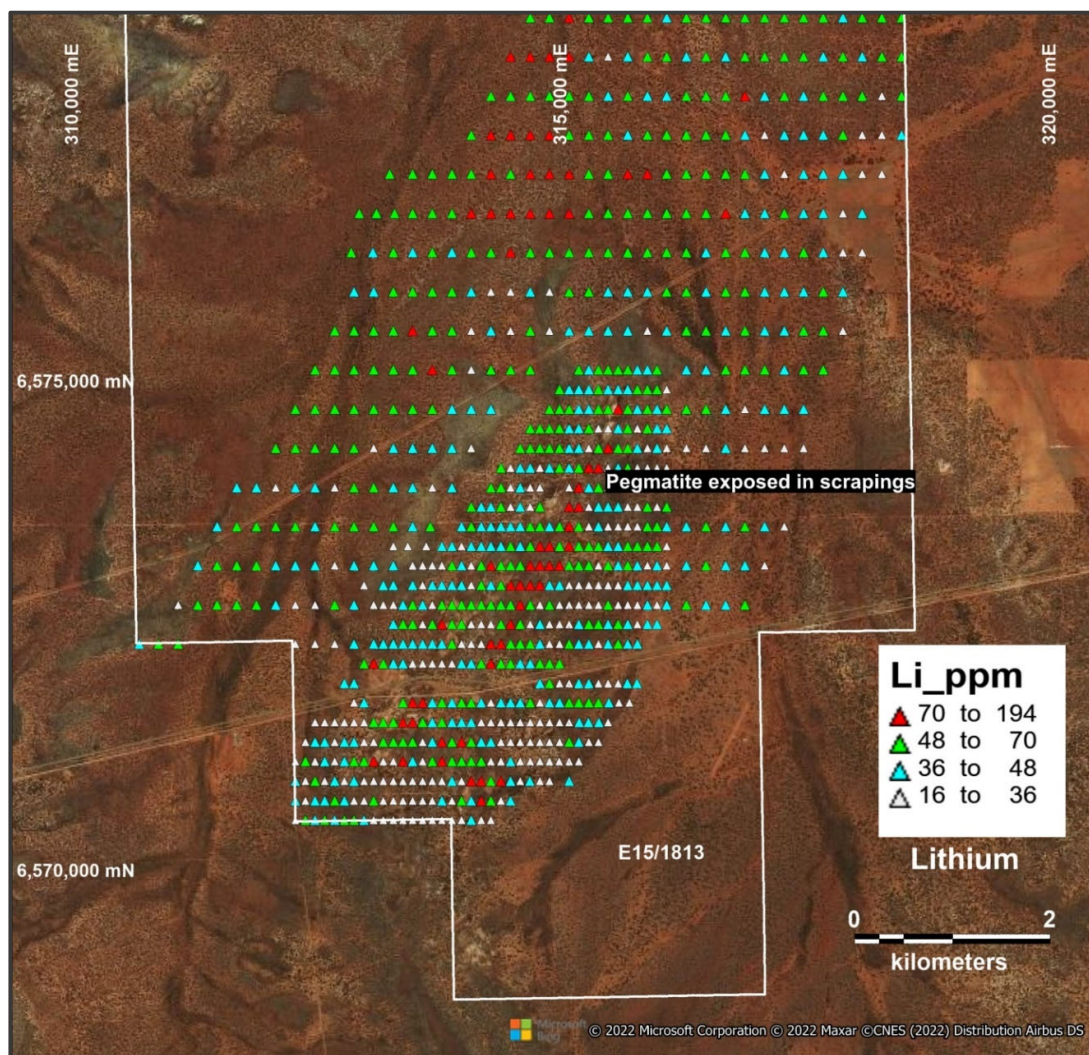 310,000 mE
315,000 mE
320,000 mE
6,575,000 mN
Pegmatite exposed in scrapings
Li_ppm
70 to 194
48 to 70
36 to 48
16 to 36
Lithium
E15/1813
6,570,000 mN
0 2
kilometers
Microsoft
Bing
© 2022 Microsoft Corporation © 2022 Maxar ©CNES (2022) Distribution Airbus DS